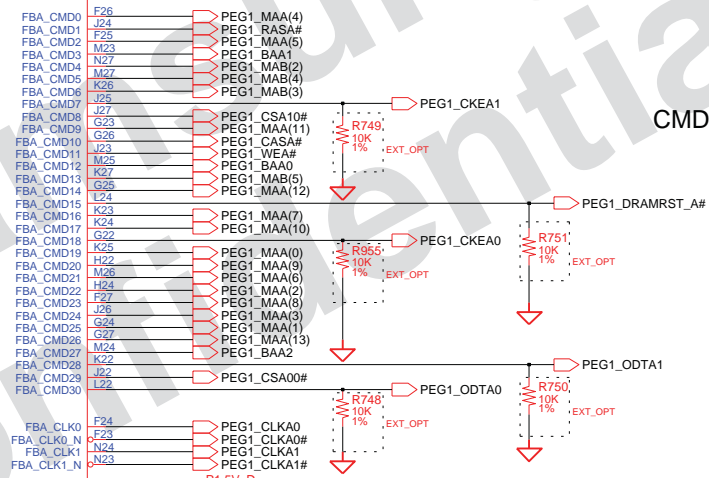 FBA_CMD0 F26 PEG1_MAA(4)
FBA_CMD1 J24 PEG1_RASA#
FBA_CMD2 F25 PEG1_MAA(5)
FBA_CMD3 M23 PEG1_BAA1
FBA_CMD4 N27 PEG1_MAB(2)
FBA_CMD5 M27 PEG1_MAB(4)
FBA_CMD6 K26 PEG1_MAB(3)
FBA_CMD7 J25 PEG1_CKEA1
FBA_CMD8 J27 PEG1_CSA10#
FBA_CMD9 G23 PEG1_MAA(11)
FBA_CMD10 G26 PEG1_CASA#
FBA_CMD11 J23 PEG1_WEA#
FBA_CMD12 M25 PEG1_BAA0
FBA_CMD13 K27 PEG1_MAB(5)
FBA_CMD14 G25 PEG1_MAA(12)
R749
10K
1% EXT_OPT
CMD
FBA_CMD15 L24 PEG1_DRAMRST_A#
FBA_CMD16 K23 PEG1_MAA(7)
FBA_CMD17 K24 PEG1_MAA(10)
FBA_CMD18 G22 PEG1_CKEA0
FBA_CMD19 K25 PEG1_MAA(0)
FBA_CMD20 H22 PEG1_MAA(9)
FBA_CMD21 M26 PEG1_MAA(6)
FBA_CMD22 H24 PEG1_MAA(2)
FBA_CMD23 F27 PEG1_MAA(8)
FBA_CMD24 J26 PEG1_MAA(3)
FBA_CMD25 G24 PEG1_MAA(1)
FBA_CMD26 G27 PEG1_MAA(13)
FBA_CMD27 M24 PEG1_BAA2
R955
10K
1% EXT_OPT
R751
10K
1% EXT_OPT
FBA_CMD28 K22 PEG1_ODTA1
FBA_CMD29 J22 PEG1_CSA00#
FBA_CMD30 L22 PEG1_ODTA0
R748
10K
1% EXT_OPT
R750
10K
1% EXT_OPT
FBA_CLK0 F24 PEG1_CLKA0
FBA_CLK0_N F23 PEG1_CLKA0#
FBA_CLK1 N24 PEG1_CLKA1
FBA_CLK1_N N23 PEG1_CLKA1#